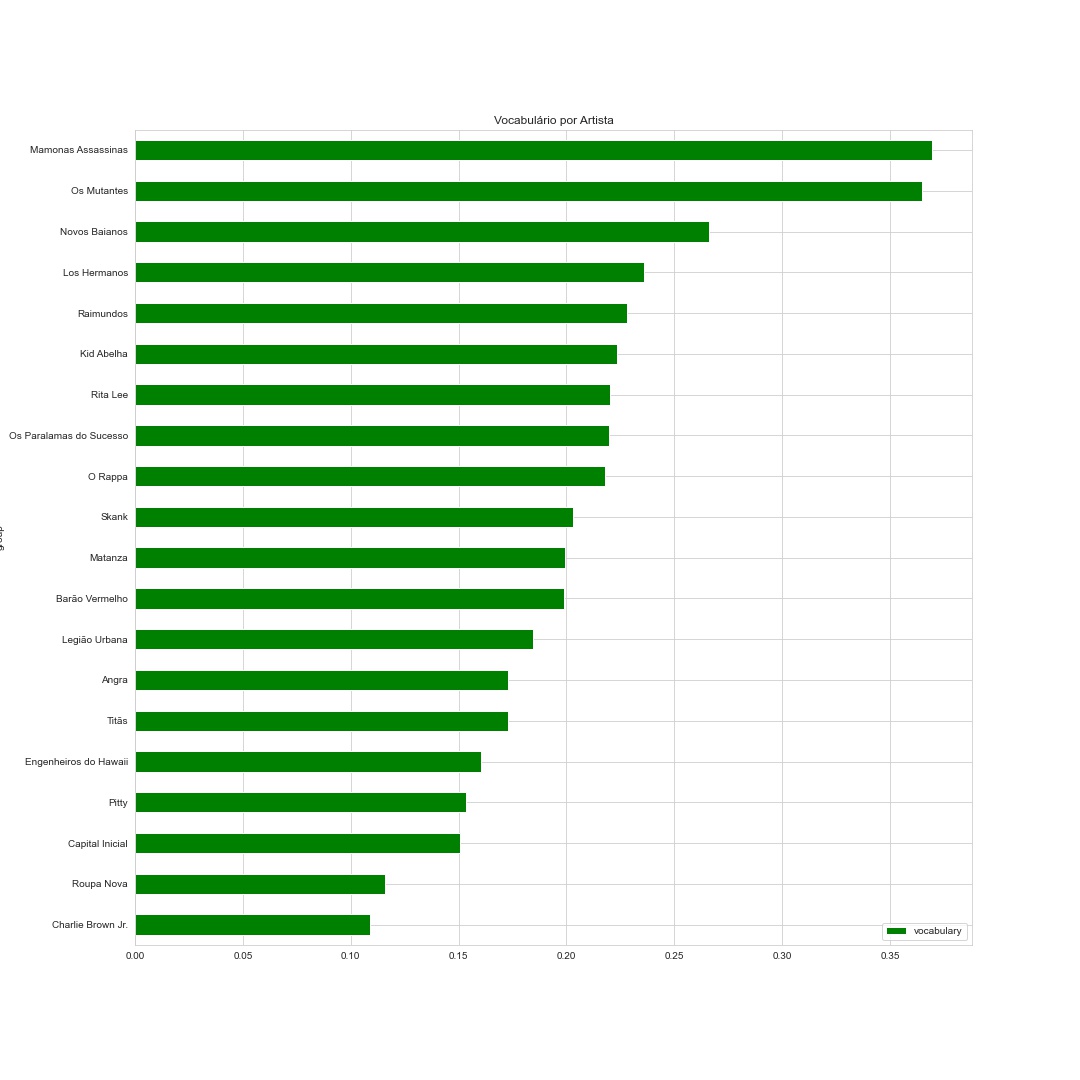 Vocabulário por Artista
Mamonas Assassinas
Os Mutantes
Novos Baianos
Los Hermanos
Raimundos
Kid Abelha
Rita Lee
Os Paralamas do Sucesso
O Rappa
Skank
Matanza
Barão Vermelho
Legião Urbana
Angra
Titãs
Engenheiros do Hawaii
Pitty
Capital Inicial
Roupa Nova
Charlie Brown Jr.
vocabulary
0.00 0.05 0.10 0.15 0.20 0.25 0.30 0.35